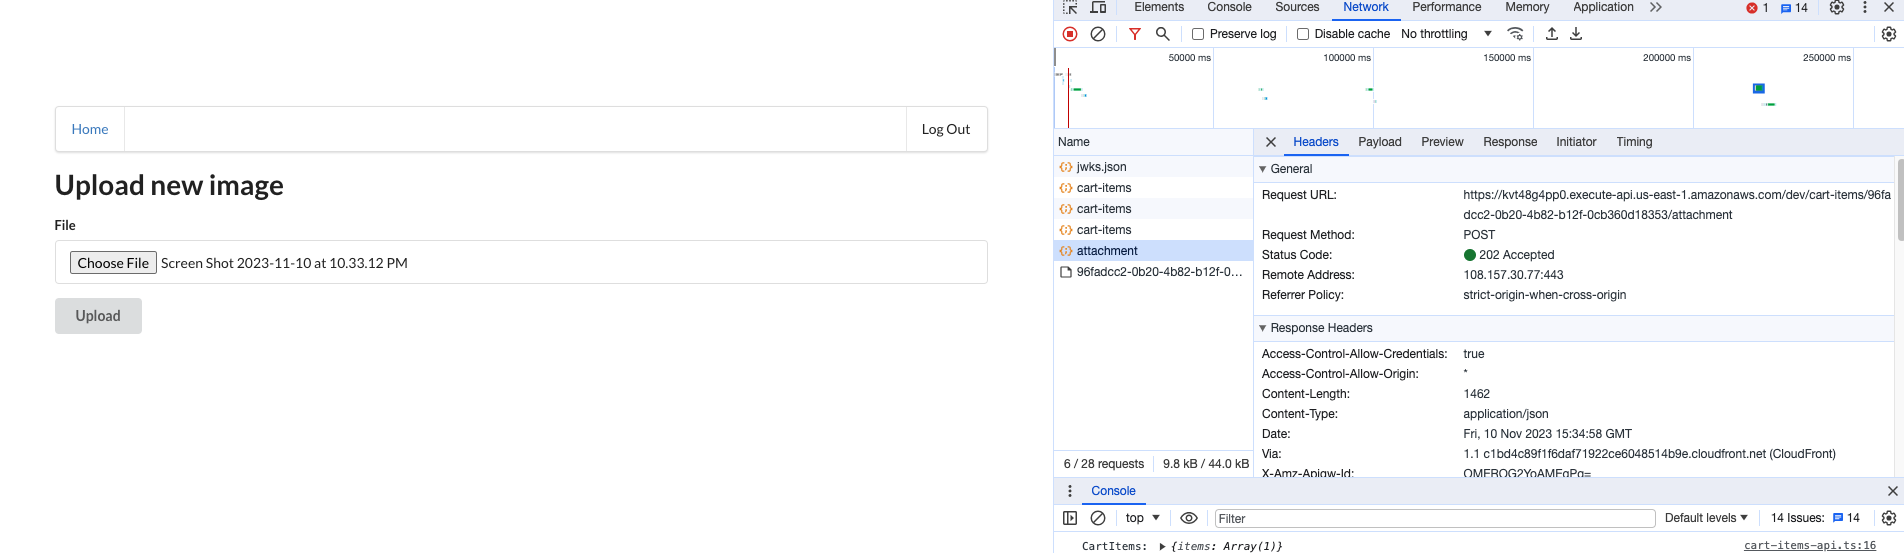 Home
Log Out
Upload new image
File
Choose File Screen Shot 2023-11-10 at 10.33.12 PM
Upload
Elements Console Sources Network Performance Memory Application 1 14
Preserve log Disable cache No throttling
50000 ms 100000 ms 150000 ms 200000 ms 250000 ms
Name
jwks.json
cart-items
cart-items
cart-items
attachment
96fadcc2-0b20-4b82-b12f-0...
6 / 28 requests 9.8 kB / 44.0 kB
Headers Payload Preview Response Initiator Timing
General
Request URL: https://kvt48g4pp0.execute-api.us-east-1.amazonaws.com/dev/cart-items/96fa
dcc2-0b20-4b82-b12f-0cb360d18353/attachment
Request Method: POST
Status Code: 202 Accepted
Remote Address: 108.157.30.77:443
Referrer Policy: strict-origin-when-cross-origin
Response Headers
Access-Control-Allow-Credentials: true
Access-Control-Allow-Origin: *
Content-Length: 1462
Content-Type: application/json
Date: Fri, 10 Nov 2023 15:34:58 GMT
Via: 1.1 c1bd4c89f1f6daf71922ce6048514b9e.cloudfront.net (CloudFront)
X-Amz-Apigw-Id:
Console
top Filter Default levels 14 Issues: 14
CartItems: {items: Array(1)} cart-items-api.ts:16